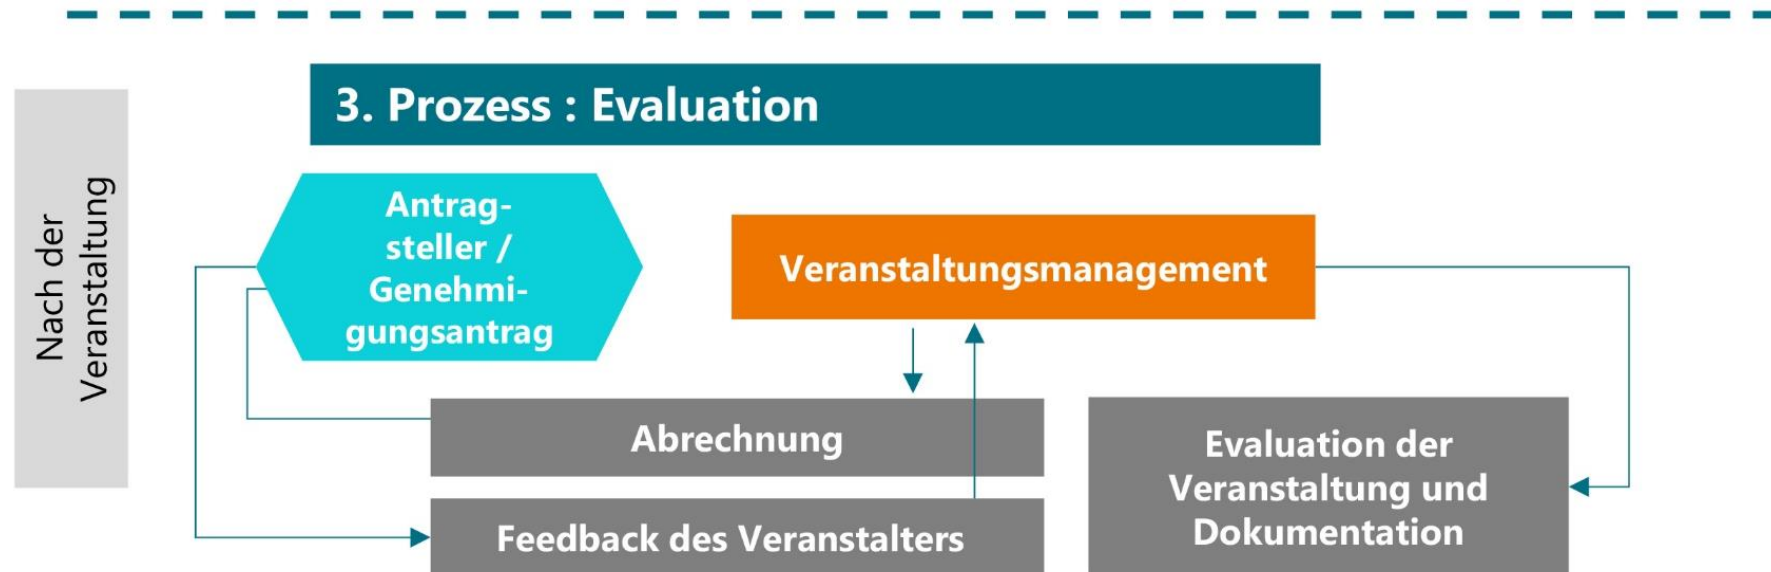 3. Prozess : Evaluation
Nach der
Veranstaltung
Antrag-
steller /
Genehmi-
gungsantrag
Veranstaltungsmanagement
Abrechnung
Feedback des Veranstalters
Evaluation der
Veranstaltung und
Dokumentation